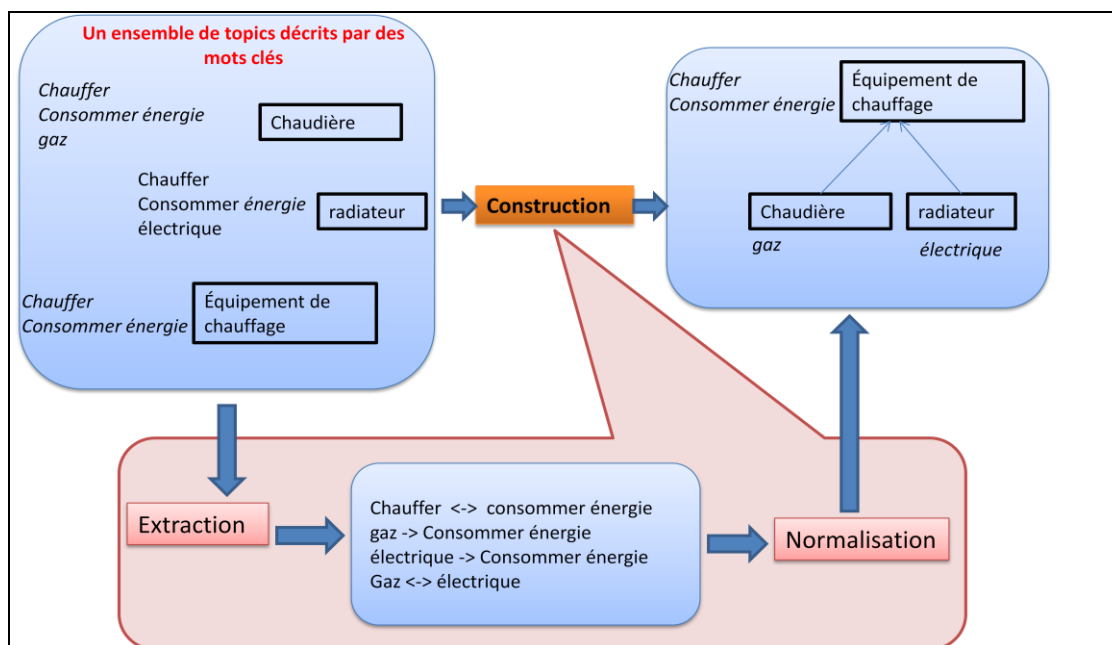 Un ensemble de topics décrits par des
mots clés
Chauffer
Consommer énergie
gaz
Chaudière
Chauffer
Consommer énergie
électrique
radiateur
Chauffer
Consommer énergie
Équipement de
chauffage
Construction
Chauffer
Consommer énergie
Équipement de
chauffage
Chaudière
gaz
radiateur
électrique
Extraction
Chauffer <-> consommer énergie
gaz -> Consommer énergie
électrique -> Consommer énergie
Gaz <-> électrique
Normalisation